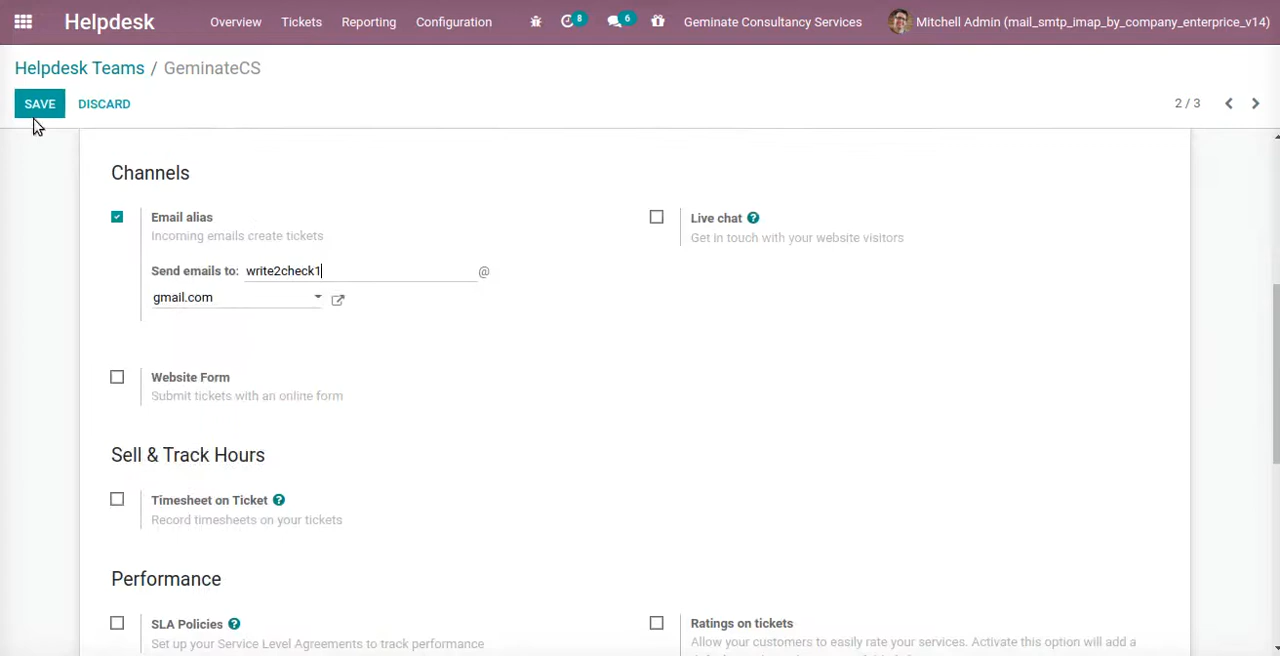 Helpdesk Overview Tickets Reporting Configuration 8 6 Geminate Consultancy Services Mitchell Admin (mail_smtp_imap_by_company_enterprice_v14)
Helpdesk Teams / GeminateCS
SAVE DISCARD 2 / 3
Channels
Email alias
Incoming emails create tickets
Send emails to: write2check1 @
gmail.com
Live chat ?
Get in touch with your website visitors
Website Form
Submit tickets with an online form
Sell & Track Hours
Timesheet on Ticket ?
Record timesheets on your tickets
Performance
SLA Policies ?
Set up your Service Level Agreements to track performance
Ratings on tickets
Allow your customers to easily rate your services. Activate this option will add a